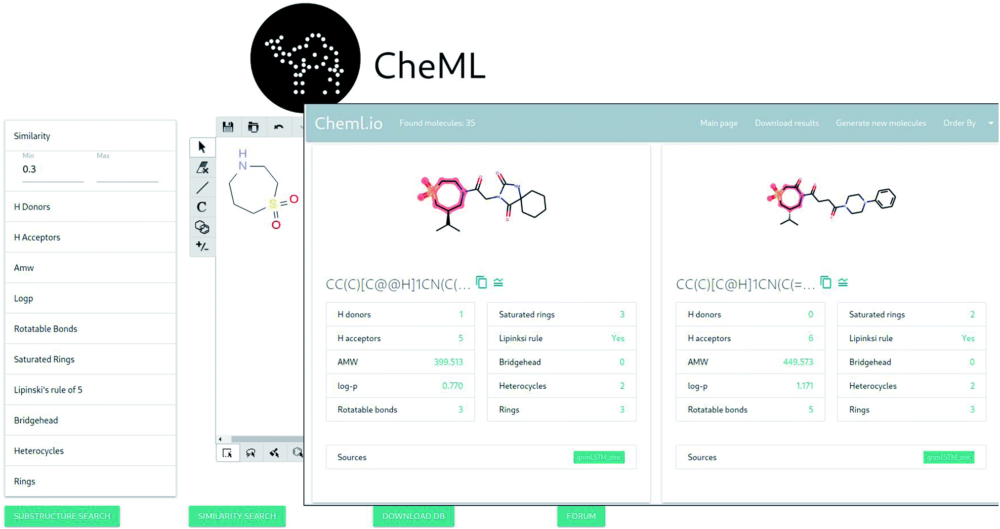 CheML
Similarity
Min Max
0.3
H Donors
H Acceptors
Amw
Logp
Rotatable Bonds
Saturated Rings
Lipinski's rule of 5
Bridgehead
Heterocycles
Rings
C
+/-
H
N
S
O
O
Cheml.io Found molecules: 35 Main page Download results Generate new molecules Order By
CC(C)[C@@H]1CN(C(...
H donors 1
H acceptors 5
AMW 399.513
log-p 0.770
Rotatable bonds 3
Saturated rings 3
Lipinksi rule Yes
Bridgehead 0
Heterocycles 2
Rings 3
Sources gnmLSTM_zinc
CC(C)[C@H]1CN(C(=...
H donors 0
H acceptors 6
AMW 449.573
log-p 1.171
Rotatable bonds 5
Saturated rings 2
Lipinksi rule Yes
Bridgehead 0
Heterocycles 2
Rings 3
Sources gnmLSTM_zinc
SUBSTRUCTURE SEARCH SIMILARITY SEARCH DOWNLOAD DB FORUM